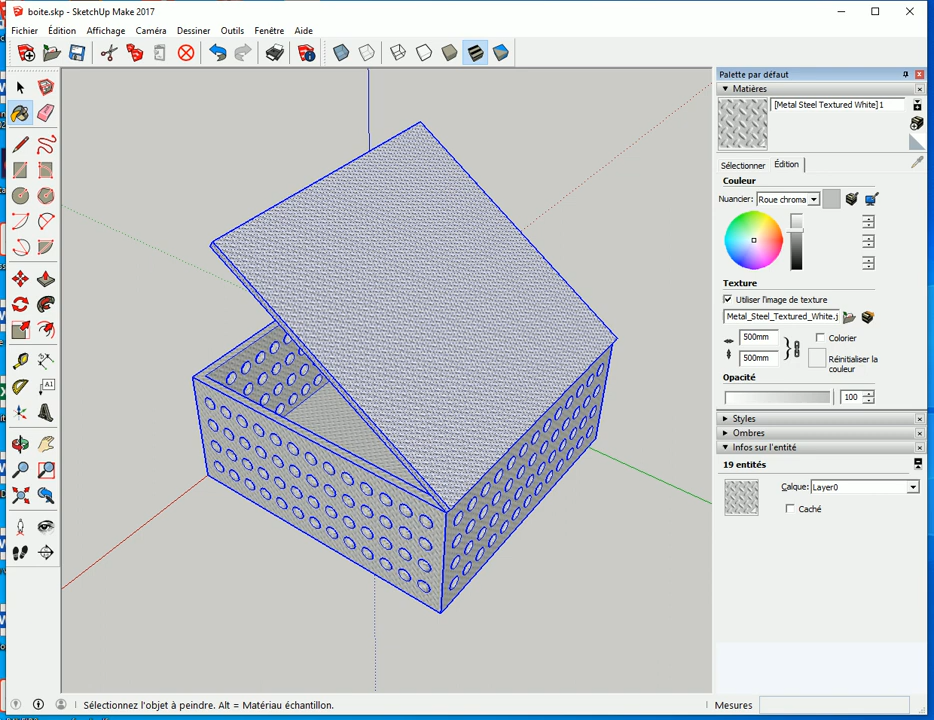 boite.skp - SketchUp Make 2017
Fichier Édition Affichage Caméra Dessiner Outils Fenêtre Aide
Palette par défaut
Matières
[Metal Steel Textured White]1
Sélectionner Édition
Couleur
Nuancier: Roue chroma
Texture
Utiliser l'image de texture
Metal_Steel_Textured_White.j
500mm
Colorier
500mm
Réinitialiser la
couleur
Opacité
100
Styles
Ombres
Infos sur l'entité
19 entités
Calque: Layer0
Caché
A1
Sélectionnez l'objet à peindre. Alt = Matériau échantillon.
Mesures